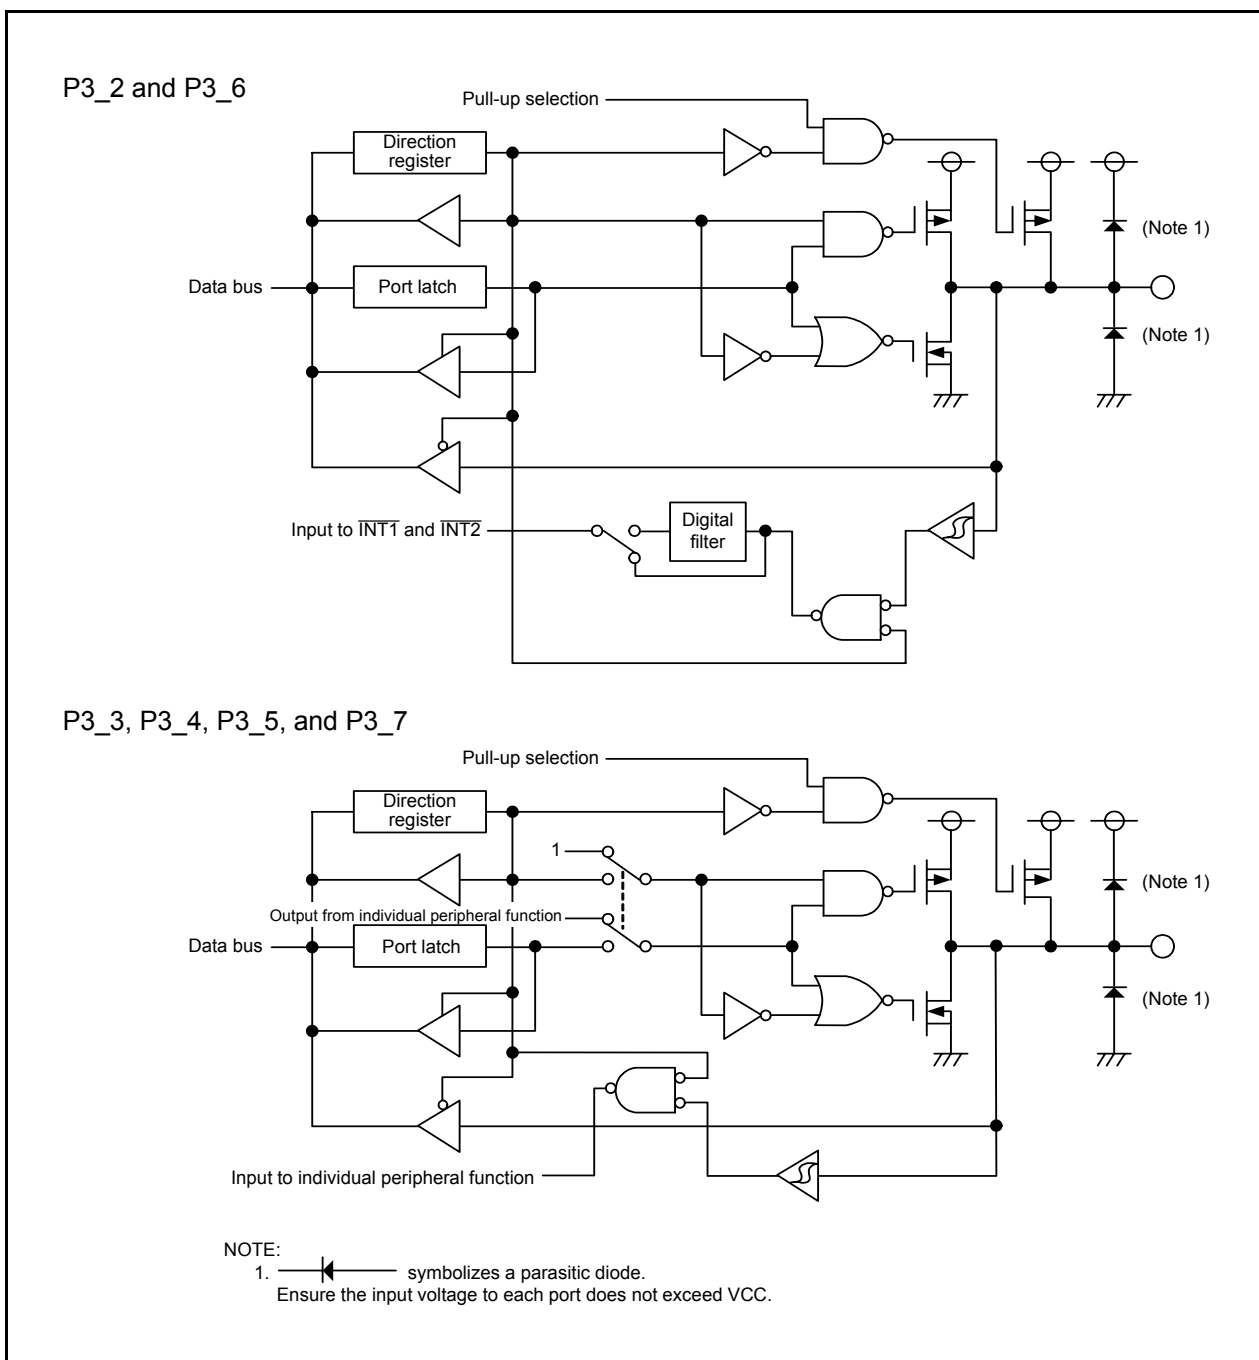 P3_2 and P3_6
Pull-up selection
Direction
register
(Note 1)
Data bus
Port latch
(Note 1)
Input to INT1 and INT2
Digital
filter
P3_3, P3_4, P3_5, and P3_7
Pull-up selection
Direction
register
1
(Note 1)
Output from individual peripheral function
Data bus
Port latch
(Note 1)
Input to individual peripheral function
NOTE:
1. symbolizes a parasitic diode.
Ensure the input voltage to each port does not exceed VCC.